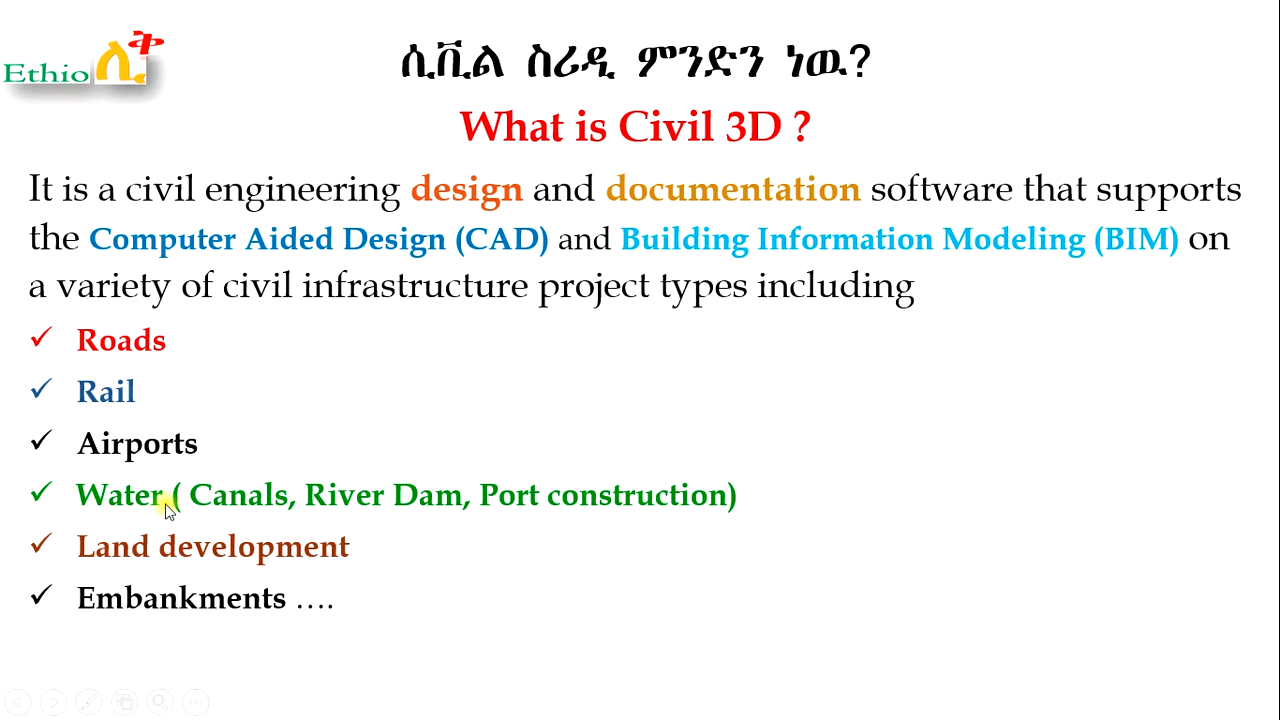 Ethio ሊቅ
ሲቪል ስሪዲ ምንድን ነዉ?
What is Civil 3D ?
It is a civil engineering design and documentation software that supports
the Computer Aided Design (CAD) and Building Information Modeling (BIM) on
a variety of civil infrastructure project types including
✓ Roads
✓ Rail
✓ Airports
✓ Water ( Canals, River Dam, Port construction)
✓ Land development
✓ Embankments ….